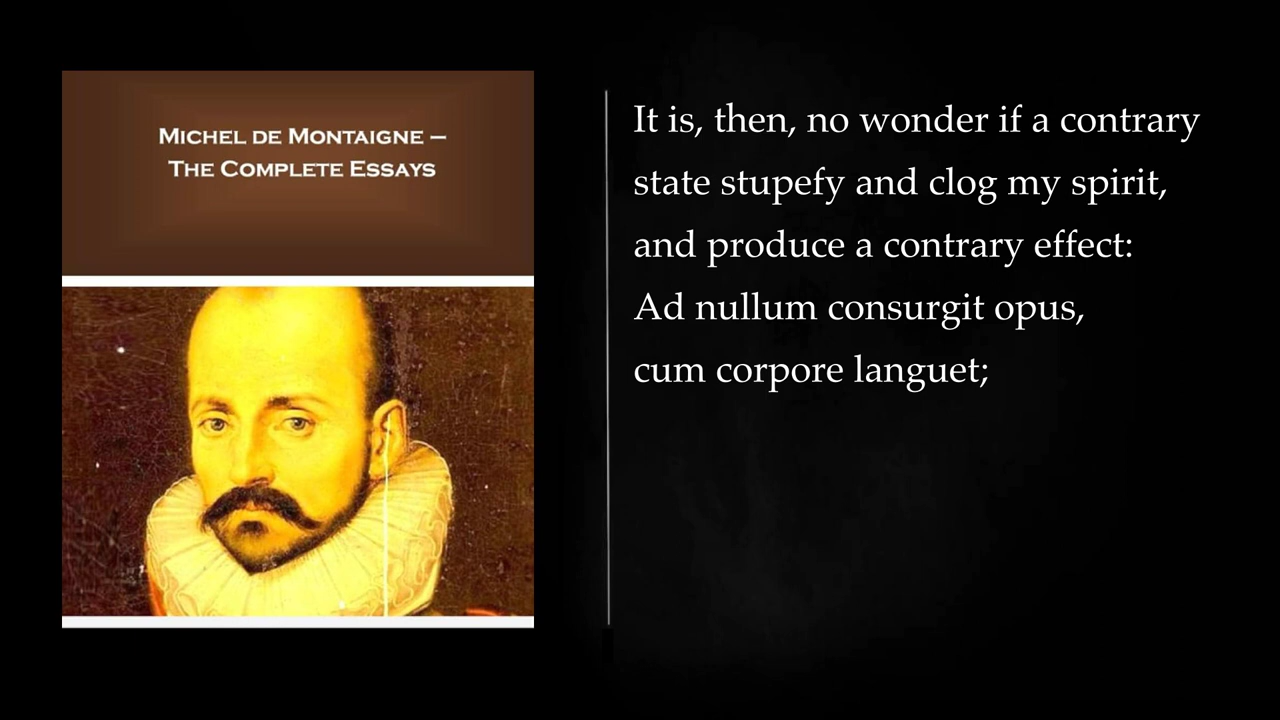 Michel de Montaigne –
The Complete Essays
It is, then, no wonder if a contrary
state stupefy and clog my spirit,
and produce a contrary effect:
Ad nullum consurgit opus,
cum corpore languet;